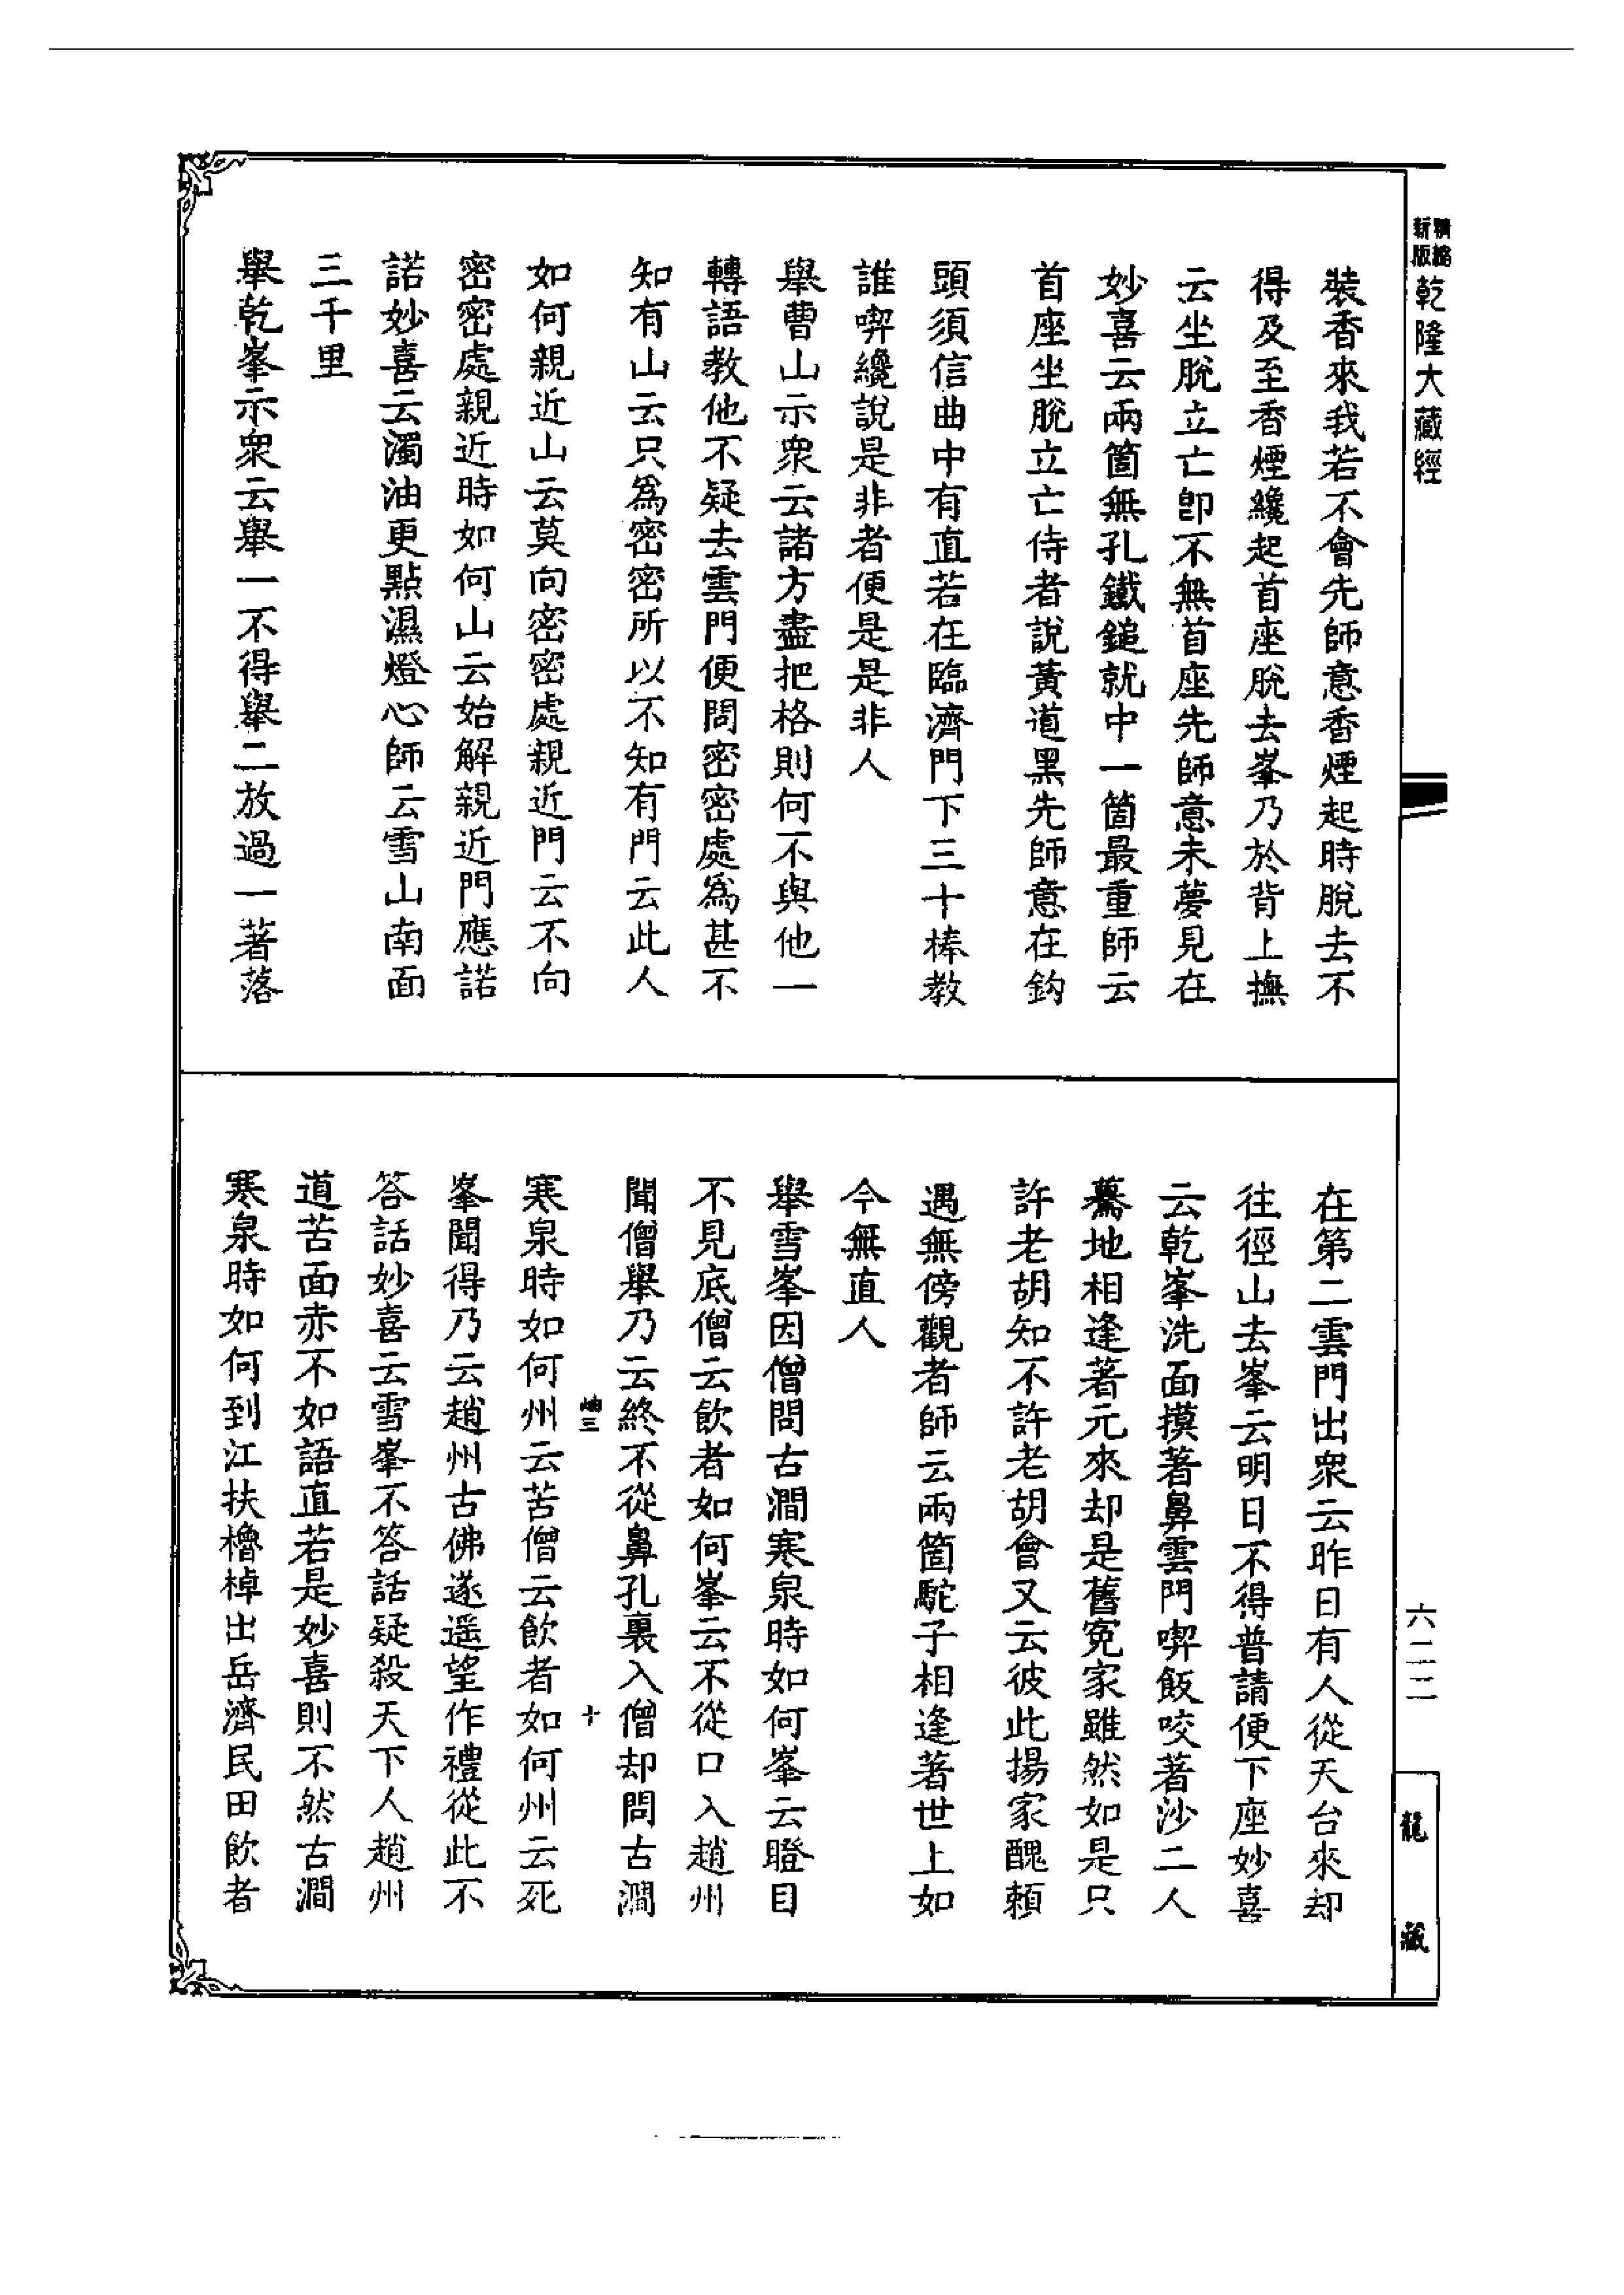 新版精縮乾隆大藏經
裝香來我若不會先師意香煙起時脫去不
得及至香煙纔起首座脫去峯乃於背上撫
云坐脫立亡卽不無首座先師意未夢見在
妙喜云兩箇無孔鐵鎚就中一箇最重師云
首座坐脫立亡侍者說黃道黑先師意在鈎
頭須信曲中有直若在臨濟門下三十棒教
誰喫纔說是非者便是是非人
舉曹山示衆云諸方盡把格則何不與他一
轉語教他不疑去雲門便問密密處爲甚不
知有山云只爲密密所以不知有門云此人
如何親近山云莫向密密處親近門云不向
密密處親近時如何山云始解親近門應諾
諾妙喜云濁油更點濕燈心師云雪山南面
三千里
舉乾峯示衆云舉一不得舉二放過一著落
在第二雲門出衆云昨日有人從天台來却
往徑山去峯云明日不得普請便下座妙喜
云乾峯洗面摸著鼻雲門喫飯咬著沙二人
驀地相逢著元來却是舊冤家雖然如是只
許老胡知不許老胡會又云彼此揚家醜賴
遇無傍觀者師云兩箇駝子相逢著世上如
今無直人
舉雪峯因僧問古澗寒泉時如何峯云瞪目
不見底僧云飲者如何峯云不從口入趙州
聞僧舉乃云終不從鼻孔裏入僧却問古澗
三 十
寒泉時如何州云苦僧云飲者如何州云死
峯聞得乃云趙州古佛遂遥望作禮從此不
答話妙喜云雪峯不答話疑殺天下人趙州
道苦面赤不如語直若是妙喜則不然古澗
寒泉時如何到江扶櫓棹出岳濟民田飲者
六二二
龍藏